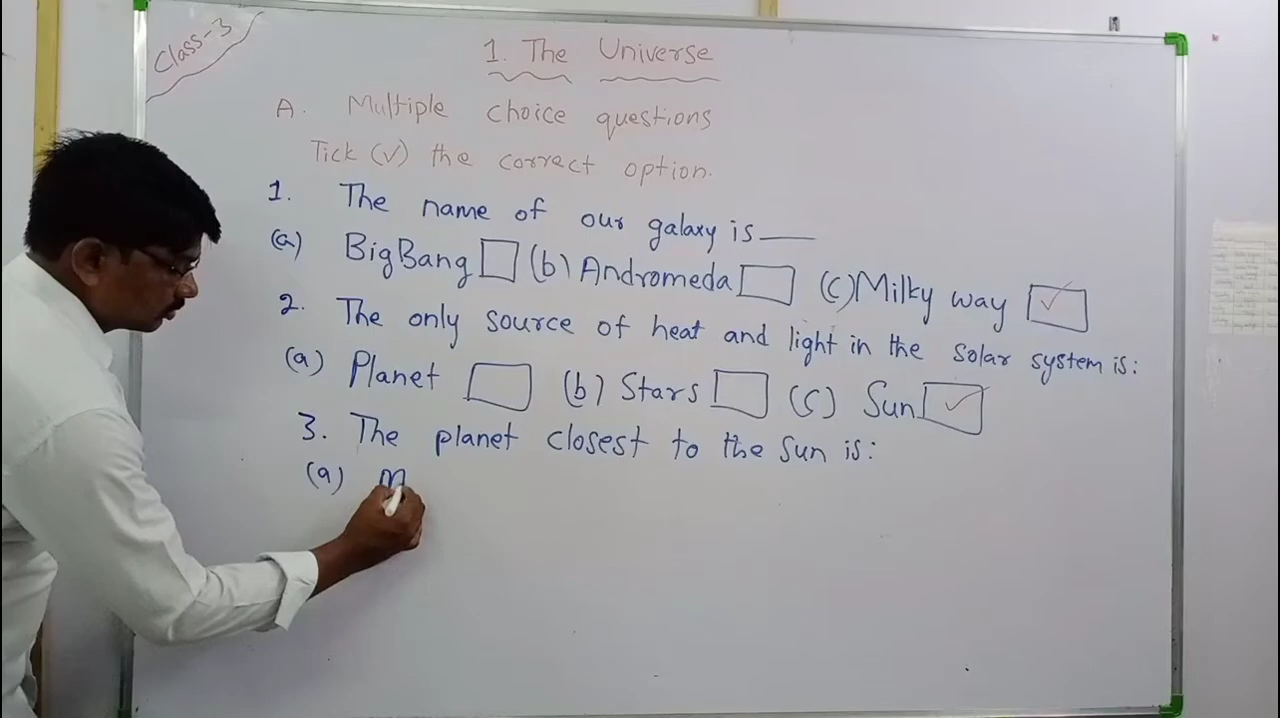 Class-3
1. The Universe
A. Multiple choice questions
Tick (√) the correct option.
1. The name of our galaxy is ___
(a) Big Bang (b) Andromeda (c) Milky way ✓
2. The only source of heat and light in the solar system is:
(a) Planet (b) Stars (c) Sun ✓
3. The planet closest to the Sun is:
(a) M